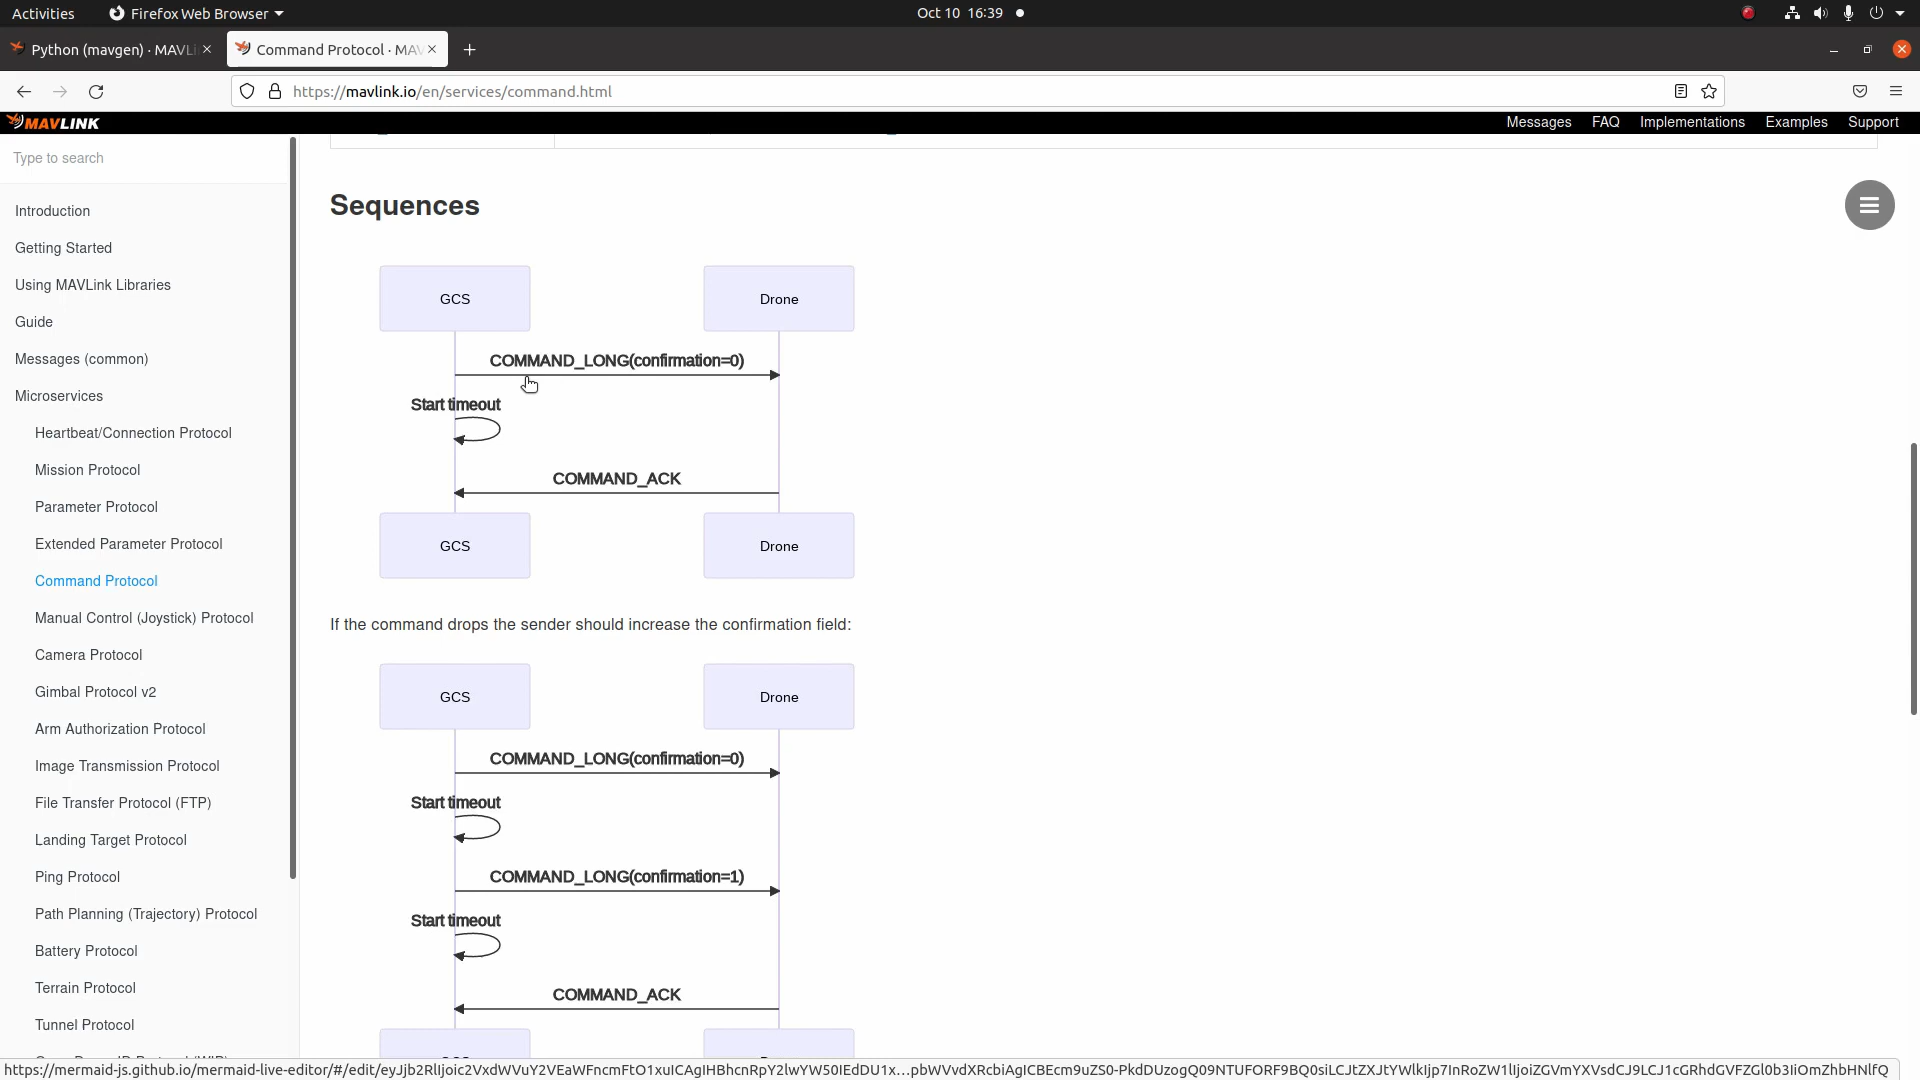 Activities
Firefox Web Browser
Oct 10 16:39
Python (mavgen) · MAVLi
Command Protocol · MAV
https://mavlink.io/en/services/command.html
MAVLINK
Messages
FAQ
Implementations
Examples
Support
Type to search
Introduction
Getting Started
Using MAVLink Libraries
Guide
Messages (common)
Microservices
Heartbeat/Connection Protocol
Mission Protocol
Parameter Protocol
Extended Parameter Protocol
Command Protocol
Manual Control (Joystick) Protocol
Camera Protocol
Gimbal Protocol v2
Arm Authorization Protocol
Image Transmission Protocol
File Transfer Protocol (FTP)
Landing Target Protocol
Ping Protocol
Path Planning (Trajectory) Protocol
Battery Protocol
Terrain Protocol
Tunnel Protocol
Sequences
GCS
Drone
COMMAND_LONG(confirmation=0)
Start timeout
COMMAND_ACK
GCS
Drone
If the command drops the sender should increase the confirmation field:
GCS
Drone
COMMAND_LONG(confirmation=0)
Start timeout
COMMAND_LONG(confirmation=1)
Start timeout
COMMAND_ACK